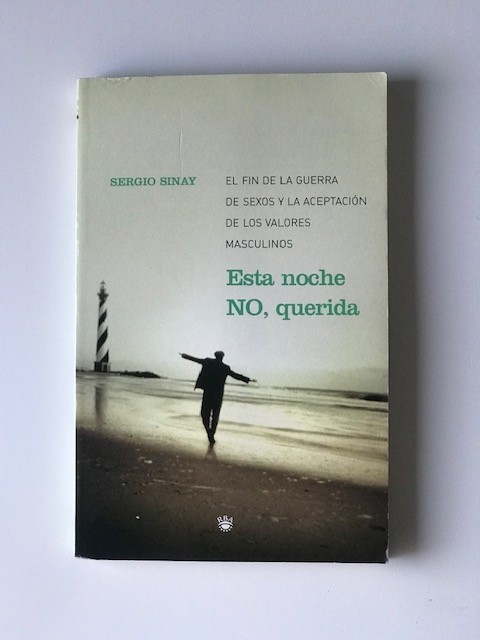 SERGIO SINAY
EL FIN DE LA GUERRA
DE SEXOS Y LA ACEPTACIÓN
DE LOS VALORES
MASCULINOS
Esta noche
NO, querida
RBA